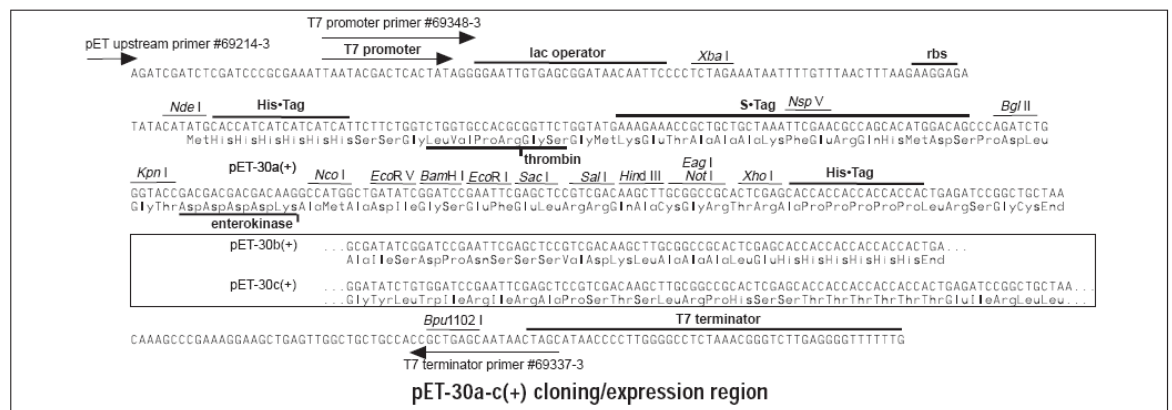 T7 promoter primer #69348-3
pET upstream primer #69214-3
T7 promoter
lac operator
Xba I
rbs
AGATCGATCTCGATCCCGCGAAATTAATACGACTCACTATAGGGGAATTGTGAGCGGATAACAATTCCCCTCTAGAAATAATTTTGTTTAACTTTAAGAAGGAGA
Nde I
His•Tag
S•Tag
Nsp V
Bgl II
TATACATATGCACCATCATCATCATCATTCTTCTGGTCTGGTGCCACGCGGTTCTGGTATGAAAGAAACCGCTGCTGCTAAATTCGAACGCCAGCACATGGACAGCCCAGATCTG
MetHisHisHisHisHisHisSerSerGlyLeuValProArgGlySerGlyMetLysGluThrAlaAlaAlaLysPheGluArgGlnHisMetAspSerProAspLeu
thrombin
pET-30a(+)
Kpn I
Nco I
EcoR V
BamH I
EcoR I
Sac I
Sal I
Hind III
Eag I
Not I
Xho I
His•Tag
GGTACCGACGACGACGACAAGGCCATGGCTGATATCGGATCCGAATTCGAGCTCCGTCGACAAGCTTGCGGCCGCACTCGAGCACCACCACCACCACCACTGAGATCCGGCTGCTAA
GlyThrAspAspAspAspLysAlaMetAlaAspIleGlySerGluPheGluLeuArgArgGlnAlaCysGlyArgThrArgAlaProProProProProLeuArgSerGlyCysEnd
enterokinase
pET-30b(+)
...GCGATATCGGATCCGAATTCGAGCTCCGTCGACAAGCTTGCGGCCGCACTCGAGCACCACCACCACCACCACTGA...
AlaIleSerAspProAsnSerSerSerValAspLysLeuAlaAlaAlaLeuGluHisHisHisHisHisHisEnd
pET-30c(+)
...GGATATCTGTGGATCCGAATTCGAGCTCCGTCGACAAGCTTGCGGCCGCACTCGAGCACCACCACCACCACCACTGAGATCCGGCTGCTAA...
GlyTyrLeuTrpIleArgIleArgAlaProSerThrSerLeuArgProHisSerSerThrThrThrThrThrThrGluIleArgLeuLeu...
Bpu1102 I
T7 terminator
CAAAGCCCGAAAGGAAGCTGAGTTGGCTGCTGCCACCGCTGAGCAATAACTAGCATAACCCCTTGGGGCCTCTAAACGGGTCTTGAGGGGTTTTTTG
T7 terminator primer #69337-3
pET-30a-c(+) cloning/expression region